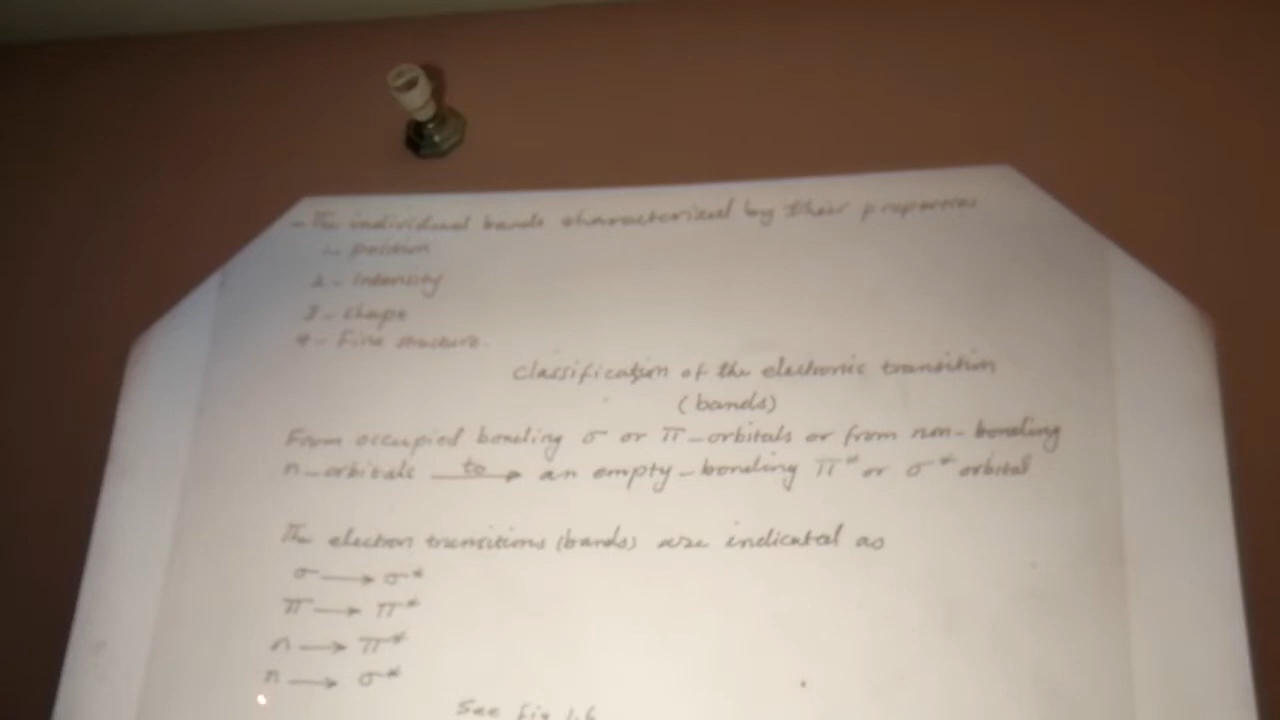 - The individual bands characterized by their properties
1- position
2- intensity
3- shape
4- Fine structure.
Classification of the electronic transition
(bands)
From occupied bonding σ or π-orbitals or from non-bonding
n-orbitals to→ an empty-bonding π* or σ* orbital
The electron transitions (bands) are indicated as
σ → σ*
π → π*
n → π*
n → σ*
See Fig 1.6